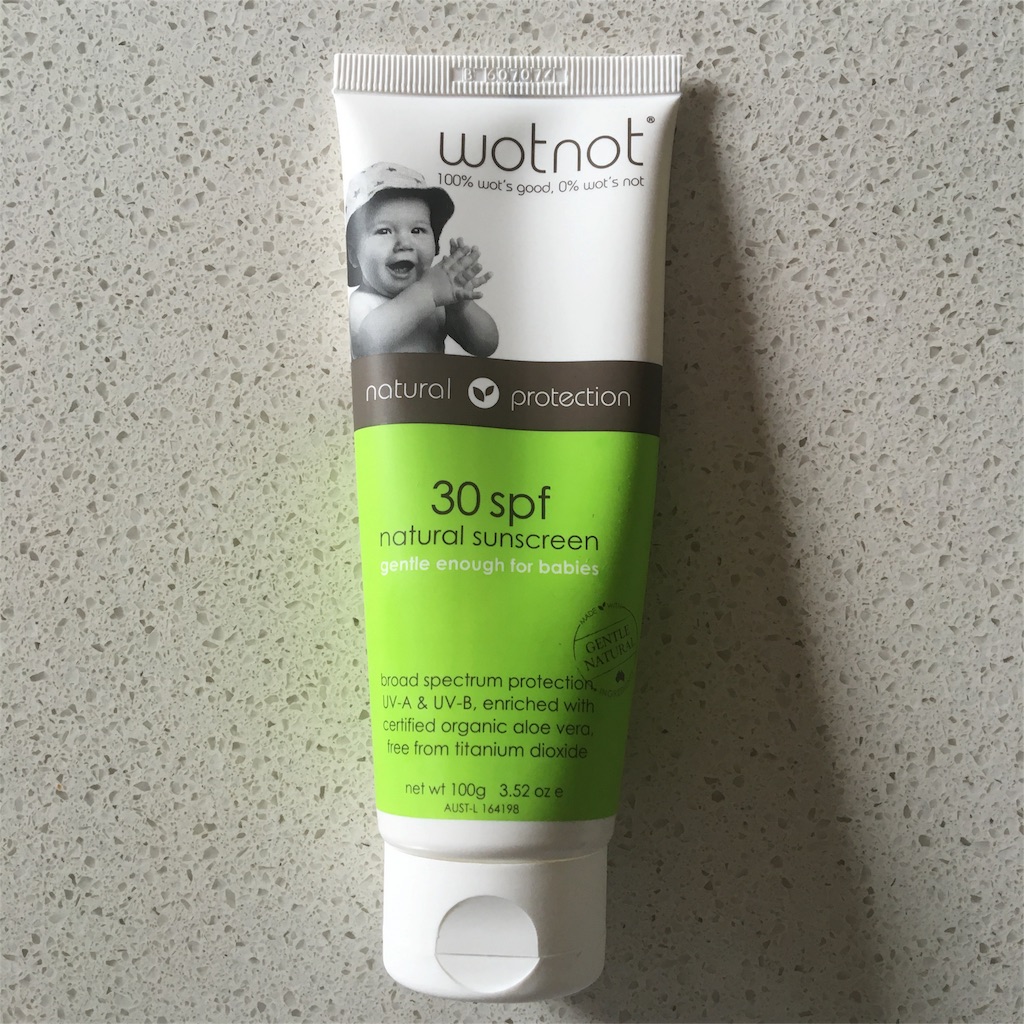 B 607077
wotnot®
100% wot's good, 0% wot's not
natural protection
30 spf
natural sunscreen
gentle enough for babies
MADE
GENTLE
NATURAL
broad spectrum protection,
UV-A & UV-B, enriched with
certified organic aloe vera,
free from titanium dioxide
net wt 100g 3.52 oz e
AUST-L 164198